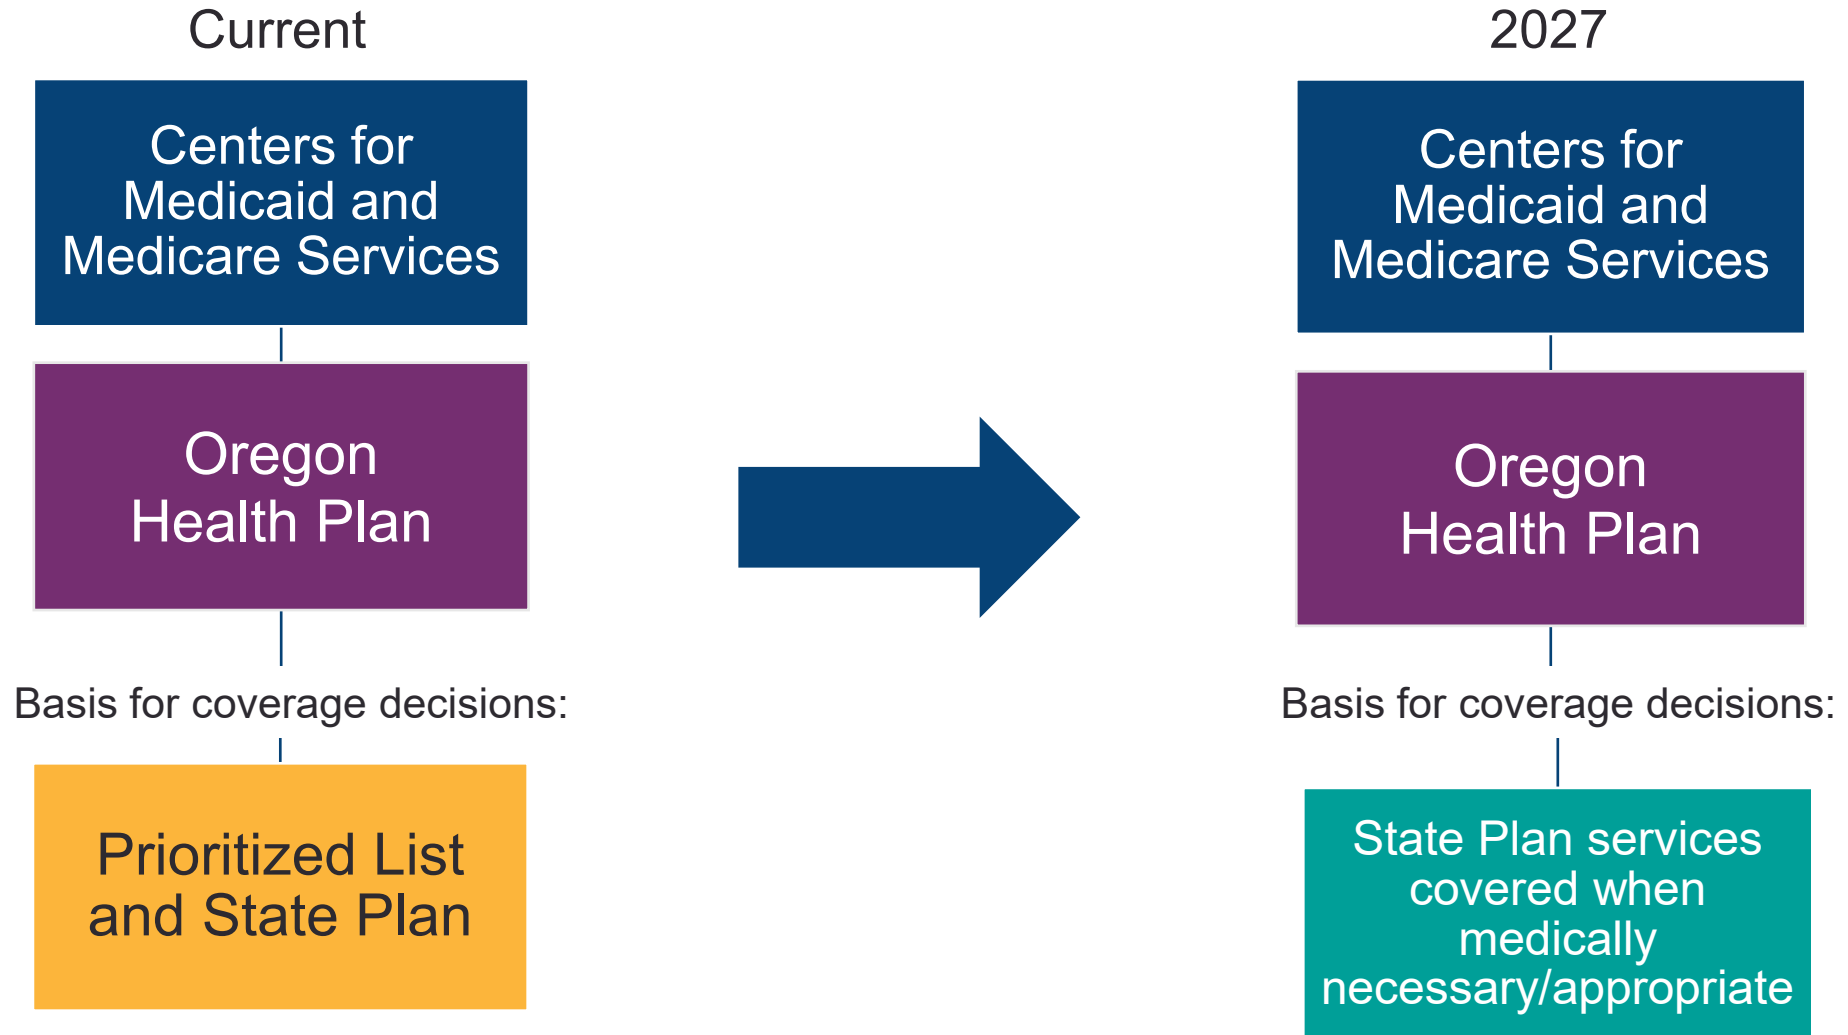 Current
Centers for
Medicaid and
Medicare Services
Oregon
Health Plan
Basis for coverage decisions:
Prioritized List
and State Plan
2027
Centers for
Medicaid and
Medicare Services
Oregon
Health Plan
Basis for coverage decisions:
State Plan services
covered when
medically
necessary/appropriate